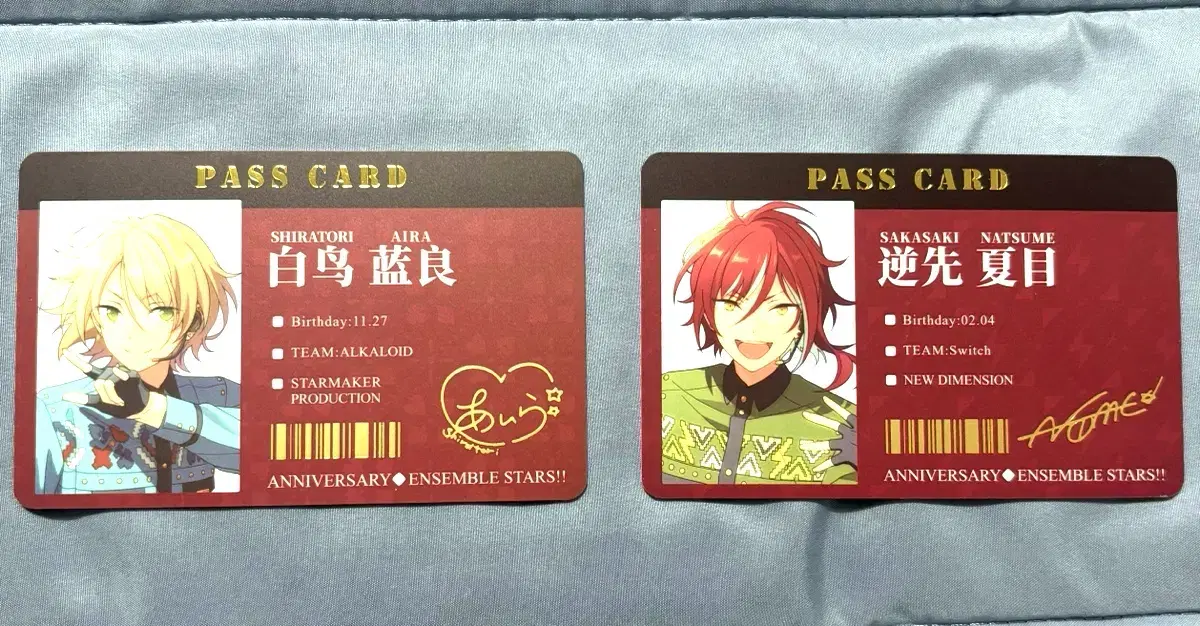 PASS CARD
SHIRATORI AIRA
白鸟 蓝良
Birthday:11.27
TEAM:ALKALOID
STARMAKER
PRODUCTION
あいら
Shiratori
ANNIVERSARY◆ENSEMBLE STARS!!
PASS CARD
SAKASAKI NATSUME
逆先 夏目
Birthday:02.04
TEAM:Switch
NEW DIMENSION
ANNIVERSARY◆ENSEMBLE STARS!!